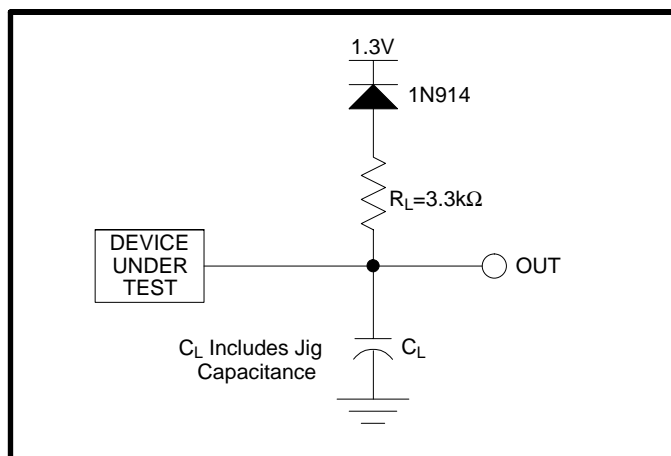 1.3V
1N914
R_L=3.3kΩ
DEVICE
UNDER
TEST
OUT
C_L Includes Jig
Capacitance
C_L